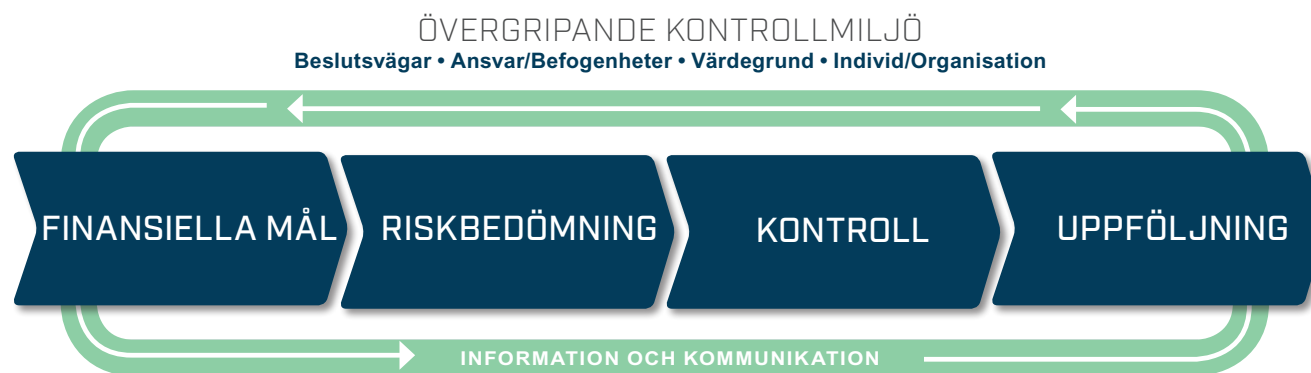 ÖVERGRIPANDE KONTROLLMILJÖ
Beslutsvägar • Ansvar/Befogenheter • Värdegrund • Individ/Organisation
FINANSIELLA MÅL
RISKBEDÖMNING
KONTROLL
UPPFÖLJNING
INFORMATION OCH KOMMUNIKATION